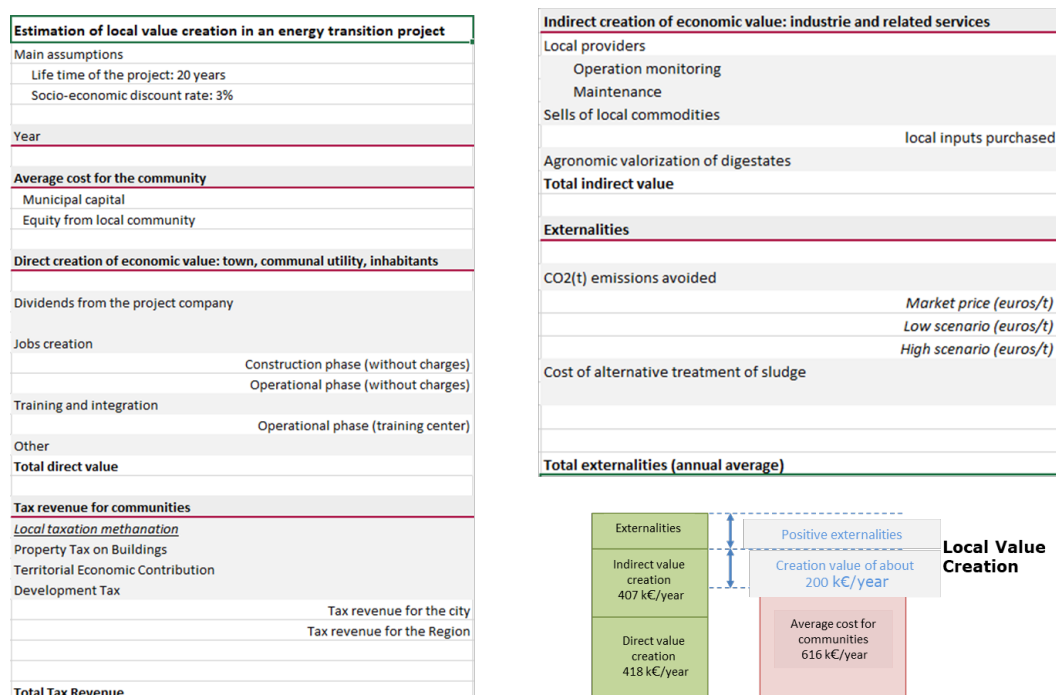 Estimation of local value creation in an energy transition project
Main assumptions
Life time of the project: 20 years
Socio-economic discount rate: 3%
Year
Average cost for the community
Municipal capital
Equity from local community
Direct creation of economic value: town, communal utility, inhabitants
Dividends from the project company
Jobs creation
Construction phase (without charges)
Operational phase (without charges)
Training and integration
Operational phase (training center)
Other
Total direct value
Tax revenue for communities
Local taxation methanation
Property Tax on Buildings
Territorial Economic Contribution
Development Tax
Tax revenue for the city
Tax revenue for the Region
Total Tax Revenue
Indirect creation of economic value: industrie and related services
Local providers
Operation monitoring
Maintenance
Sells of local commodities
local inputs purchased
Agronomic valorization of digestates
Total indirect value
Externalities
CO2(t) emissions avoided
Market price (euros/t)
Low scenario (euros/t)
High scenario (euros/t)
Cost of alternative treatment of sludge
Total externalities (annual average)
Externalities
Indirect value
creation
407 k€/year
Direct value
creation
418 k€/year
Positive externalities
Creation value of about
200 k€/year
Average cost for
communities
616 k€/year
Local Value
Creation